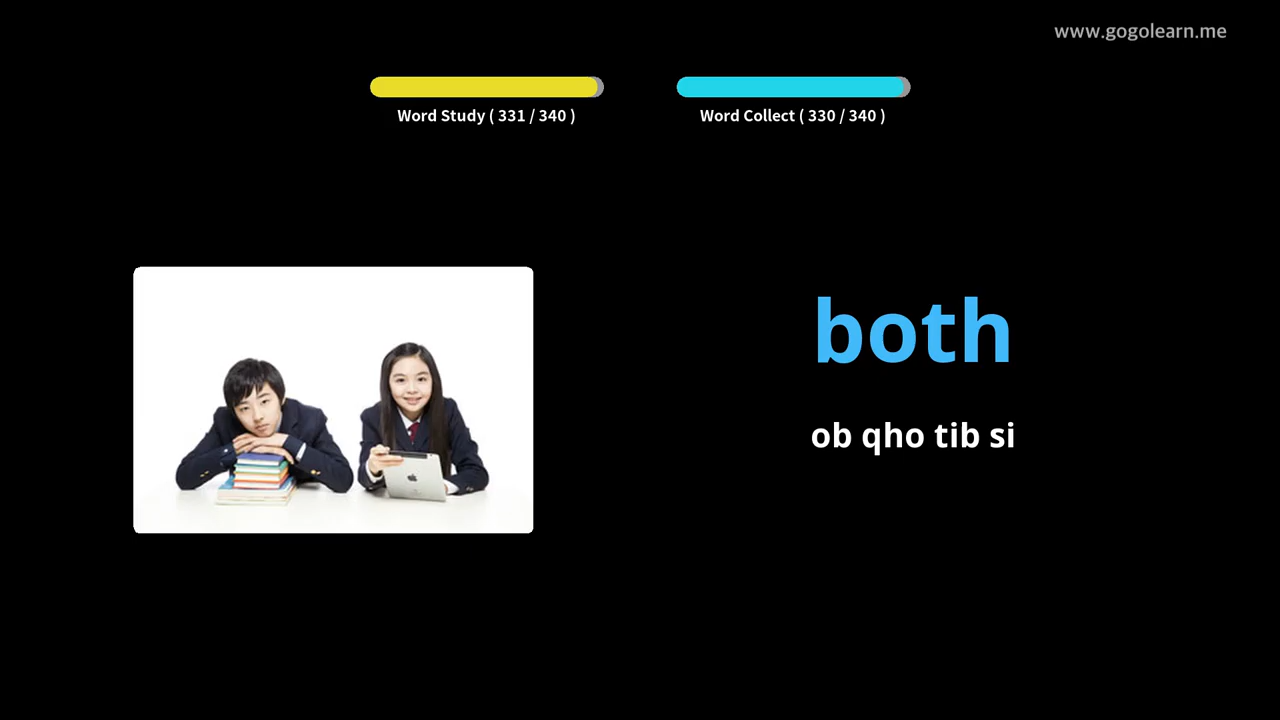 www.gogolearn.me
Word Study ( 331 / 340 )
Word Collect ( 330 / 340 )
both
ob qho tib si